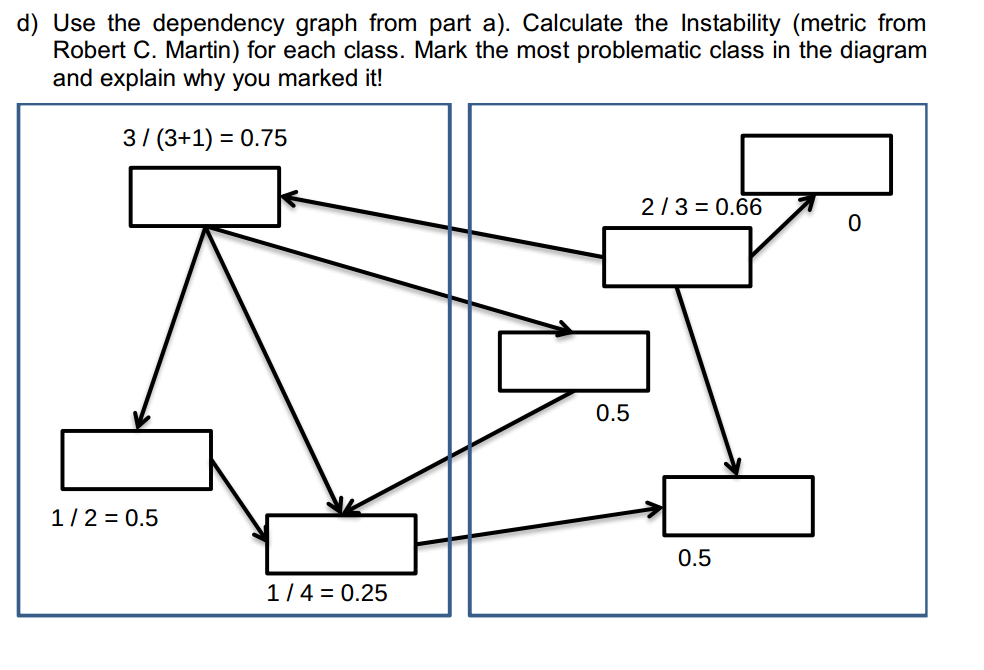 d) Use the dependency graph from part a). Calculate the Instability (metric from
Robert C. Martin) for each class. Mark the most problematic class in the diagram
and explain why you marked it!
3 / (3+1) = 0.75
2 / 3 = 0.66
0
0.5
1 / 2 = 0.5
0.5
1 / 4 = 0.25